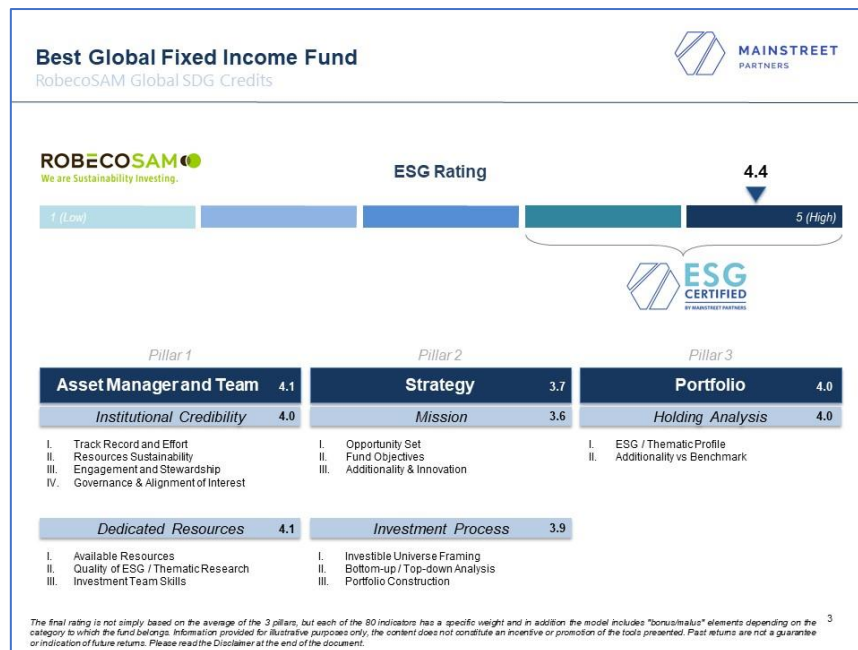 Best Global Fixed Income Fund
RobecoSAM Global SDG Credits
MAINSTREET
PARTNERS
ROBECOSAM
We are Sustainability Investing.
ESG Rating
4.4
1 (Low)
5 (High)
ESG
CERTIFIED
BY MAINSTREET PARTNERS
Pillar 1
Asset Manager and Team 4.1
Institutional Credibility 4.0
I. Track Record and Effort
II. Resources Sustainability
III. Engagement and Stewardship
IV. Governance & Alignment of Interest
Dedicated Resources 4.1
I. Available Resources
II. Quality of ESG / Thematic Research
III. Investment Team Skills
Pillar 2
Strategy 3.7
Mission 3.6
I. Opportunity Set
II. Fund Objectives
III. Additionality & Innovation
Investment Process 3.9
I. Investible Universe Framing
II. Bottom-up / Top-down Analysis
III. Portfolio Construction
Pillar 3
Portfolio 4.0
Holding Analysis 4.0
I. ESG / Thematic Profile
II. Additionality vs Benchmark
The final rating is not simply based on the average of the 3 pillars, but each of the 80 indicators has a specific weight and in addition the model includes "bonus/malus" elements depending on the
category to which the fund belongs. Information provided for illustrative purposes only, the content does not constitute an incentive or promotion of the tools presented. Past returns are not a guarantee
or indication of future returns. Please read the Disclaimer at the end of the document.
3